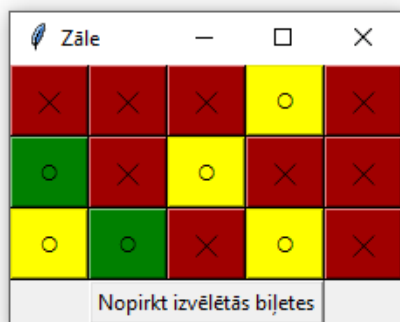 Zāle
× × × ○ ×
○ × ○ × ×
○ ○ × ○ ×
Nopirkt izvēlētās biļetes